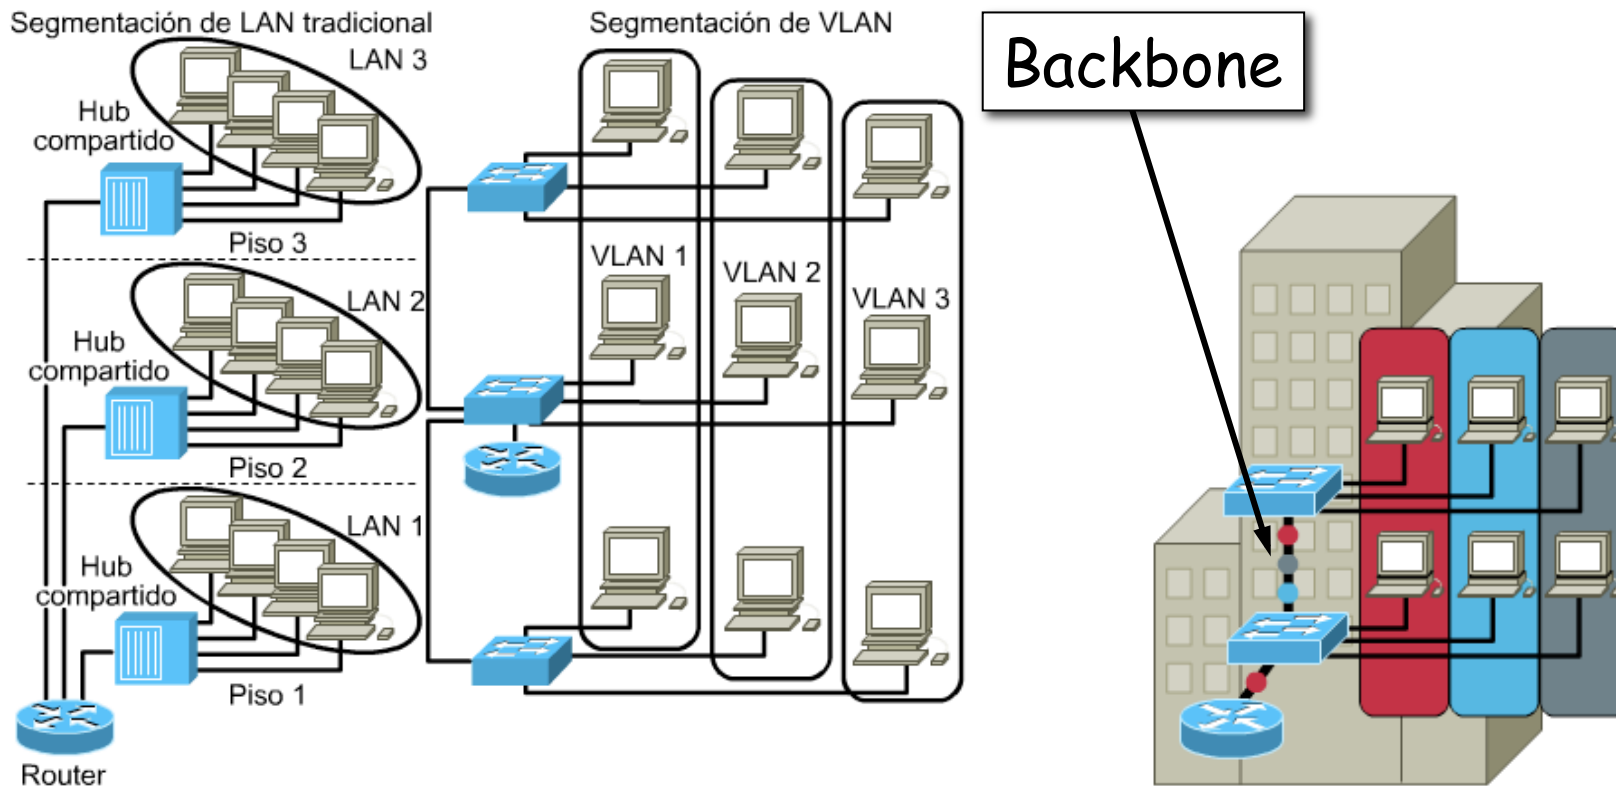 Segmentación de LAN tradicional
LAN 3
Hub
compartido
Piso 3
LAN 2
Hub
compartido
Piso 2
LAN 1
Hub
compartido
Piso 1
Router
Segmentación de VLAN
VLAN 1
VLAN 2
VLAN 3
Backbone